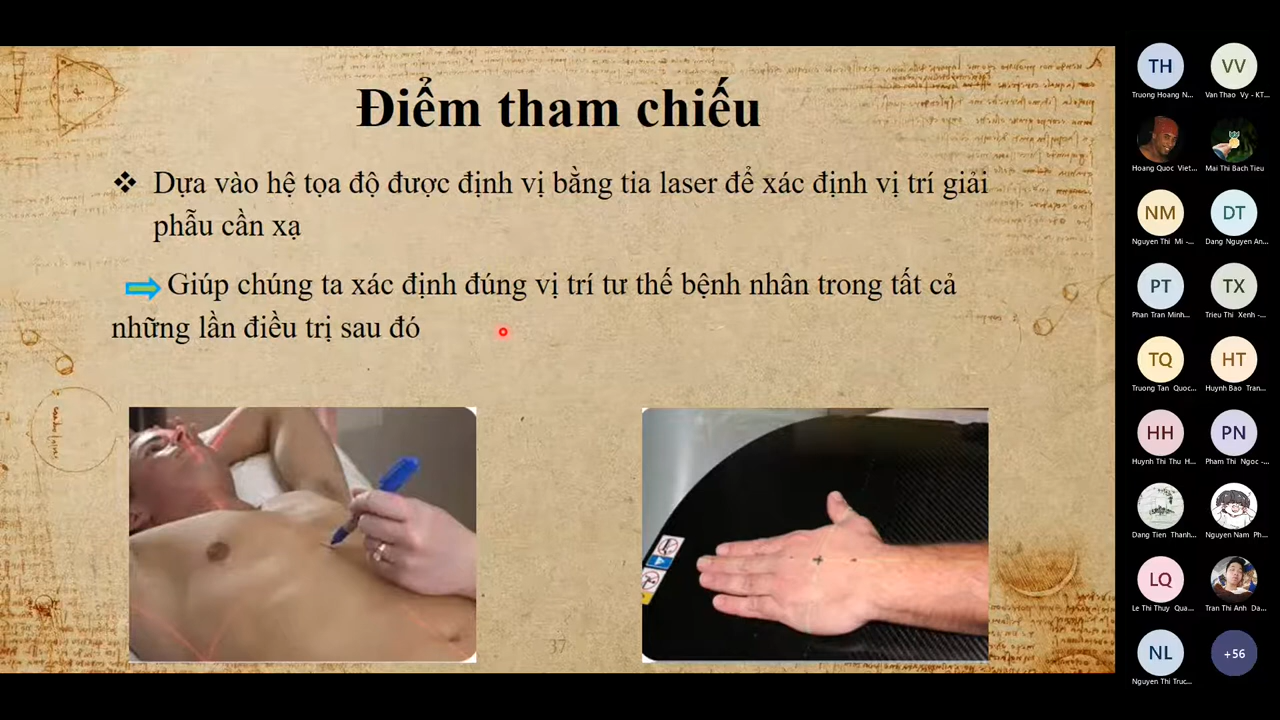 Điểm tham chiếu
❖ Dựa vào hệ tọa độ được định vị bằng tia laser để xác định vị trí giải
phẫu cần xạ
Giúp chúng ta xác định đúng vị trí tư thế bệnh nhân trong tất cả
những lần điều trị sau đó
37
TH VV
Truong Hoang N... Van Thao Vy - KT...
Hoang Quoc Viet... Mai Thi Bach Tieu
NM DT
Nguyen Thi Mi -... Dang Nguyen An...
PT TX
Phan Tran Minh... Trieu Thi Xenh -...
TQ HT
Truong Tan Quoc... Huynh Bao Tran...
HH PN
Huynh Thi Thu H... Pham Thi Ngoc -...
Dang Tien Thanh... Nguyen Nam Ph...
LQ
Le Thi Thuy Qua... Tran Thi Anh Da...
NL +56
Nguyen Thi Truc...